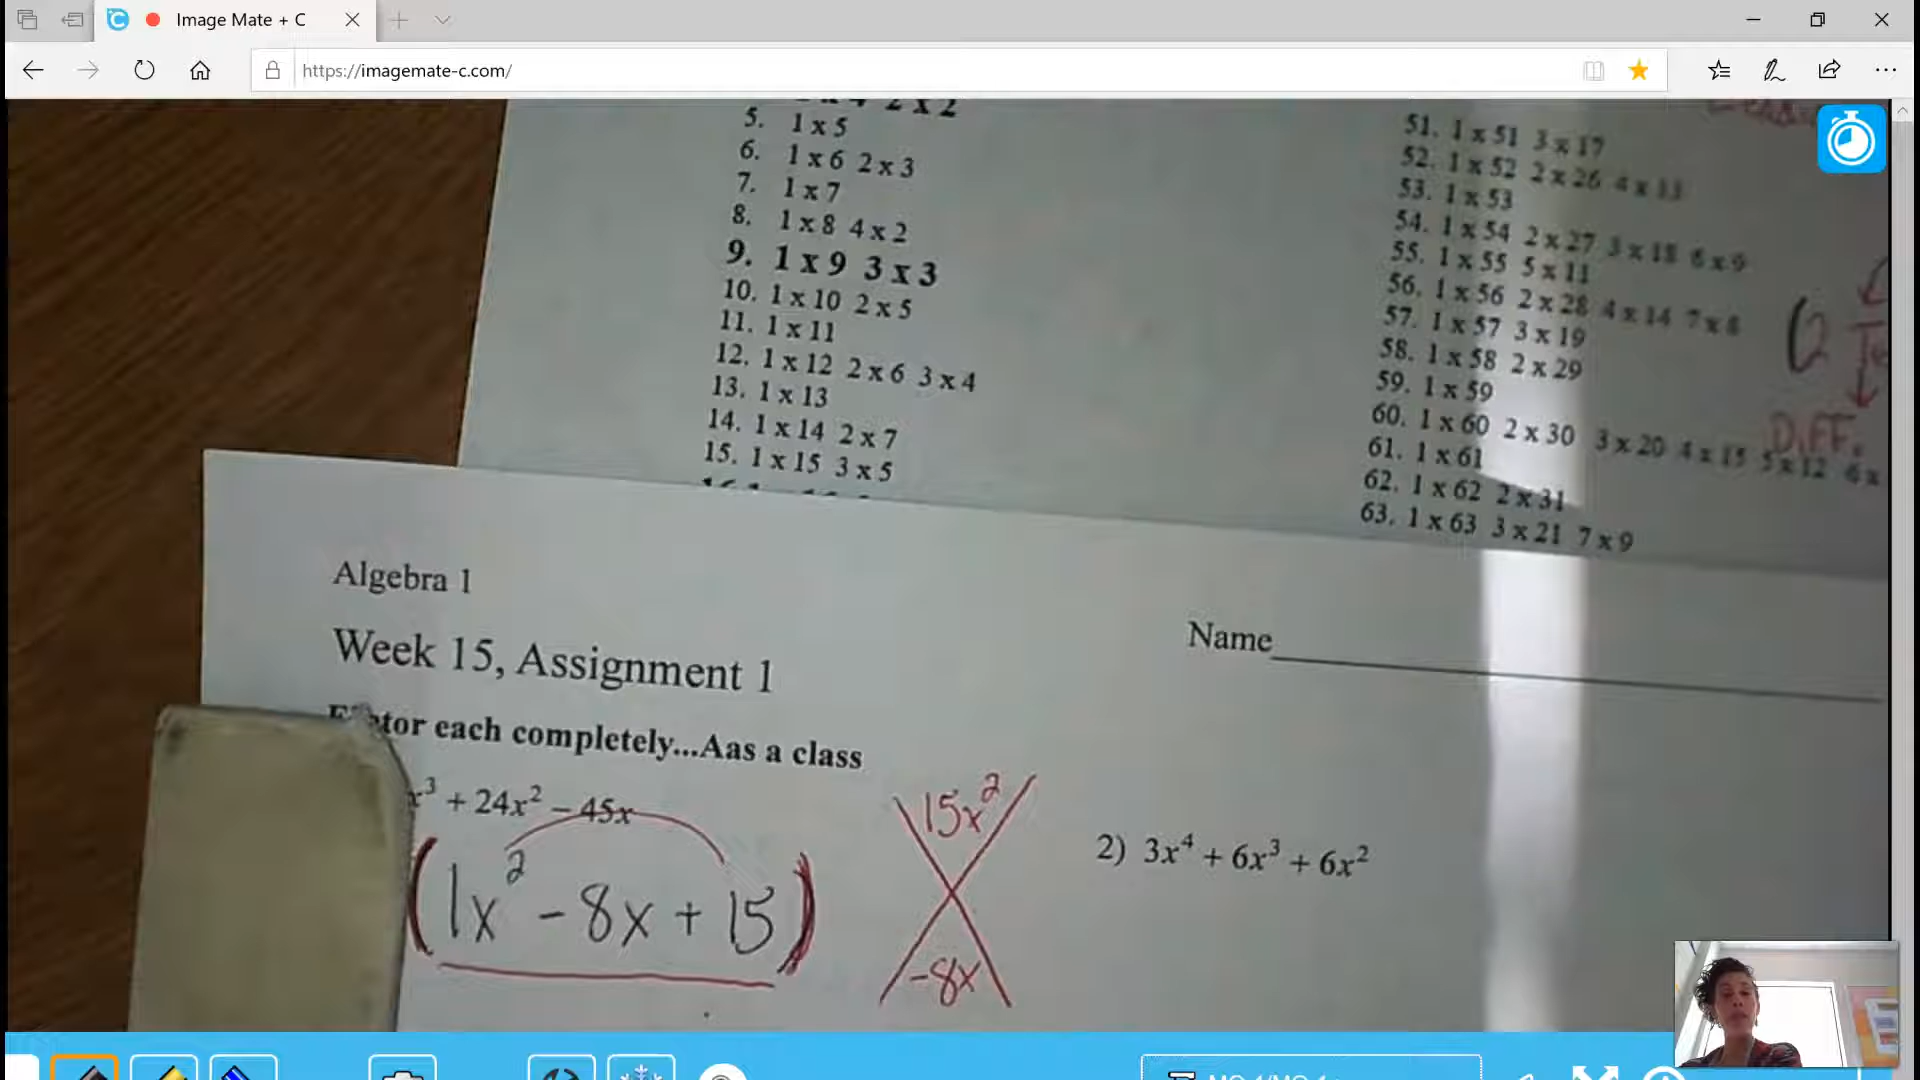 Image Mate + C
https://imagemate-c.com/
2 x 2
5. 1 x 5
6. 1 x 6 2 x 3
7. 1 x 7
8. 1 x 8 4 x 2
9. 1 x 9 3 x 3
10. 1 x 10 2 x 5
11. 1 x 11
12. 1 x 12 2 x 6 3 x 4
13. 1 x 13
14. 1 x 14 2 x 7
15. 1 x 15 3 x 5
51. 1 x 51 3 x 17
52. 1 x 52 2 x 26 4 x 13
53. 1 x 53
54. 1 x 54 2 x 27 3 x 18 6 x 9
55. 1 x 55 5 x 11
56. 1 x 56 2 x 28 4 x 14 7 x 8
57. 1 x 57 3 x 19
58. 1 x 58 2 x 29
59. 1 x 59
60. 1 x 60 2 x 30 3 x 20 4 x 15 5 x 12 6 x
61. 1 x 61
62. 1 x 62 2 x 31
63. 1 x 63 3 x 21 7 x 9
(2
DIFF.
Algebra 1
Name
Week 15, Assignment 1
each completely...Aas a class
x³ + 24x² – 45x
(1x² - 8x + 15)
15x²
-8x
2) 3x⁴ + 6x³ + 6x²